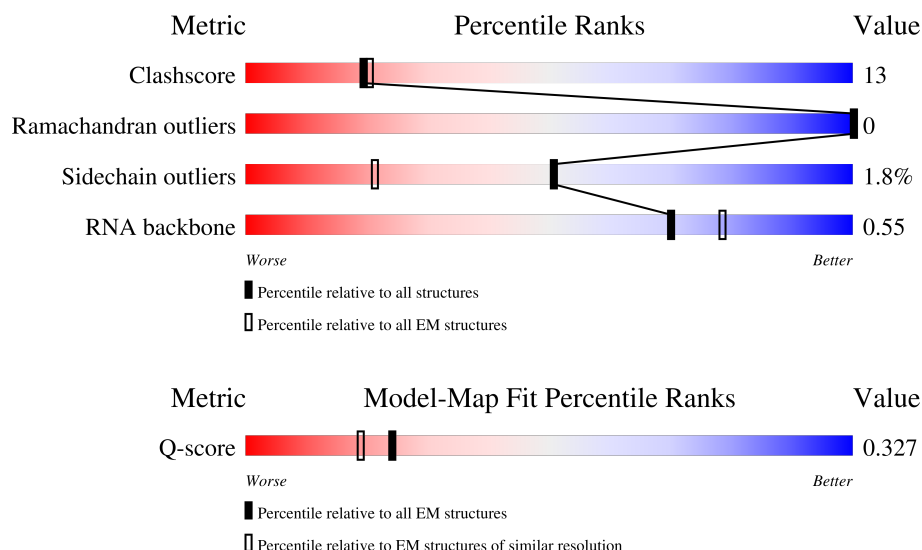 Metric Percentile Ranks Value
Clashscore 13
Ramachandran outliers 0
Sidechain outliers 1.8%
RNA backbone 0.55
Worse Better
Percentile relative to all structures
Percentile relative to all EM structures
Metric Model-Map Fit Percentile Ranks Value
Q-score 0.327
Worse Better
Percentile relative to all EM structures
Percentile relative to EM structures of similar resolution